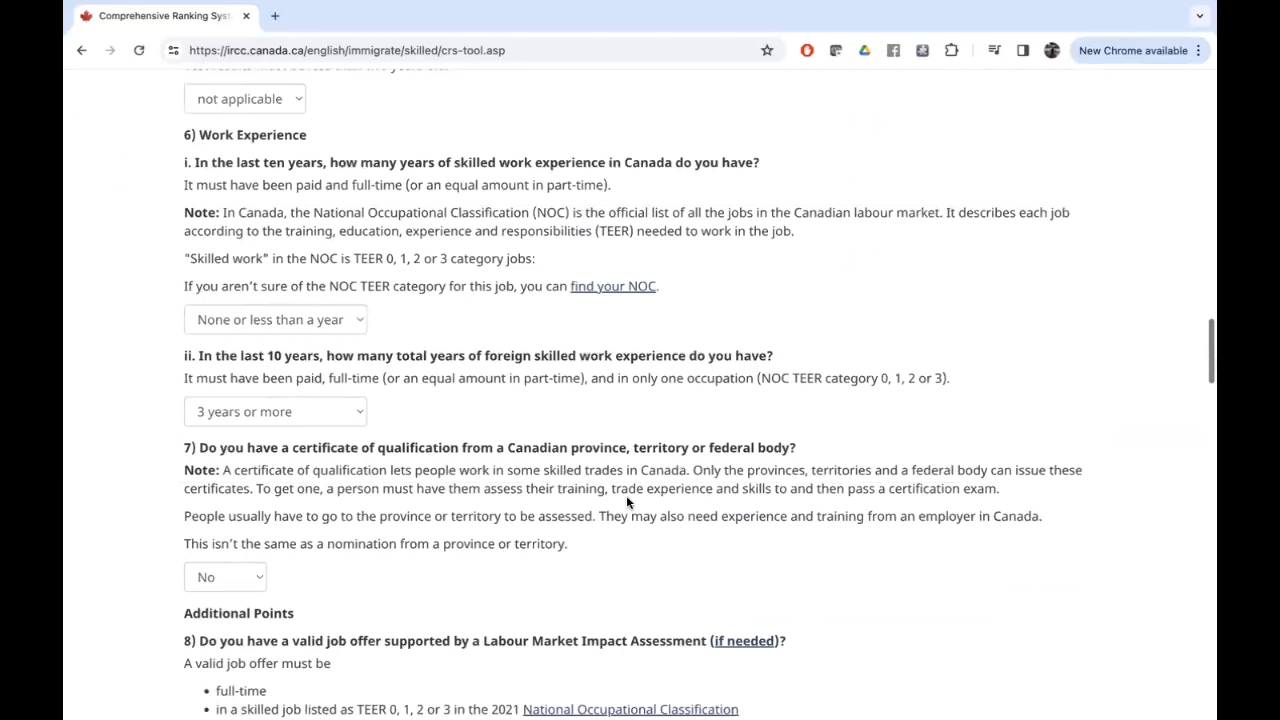 Comprehensive Ranking Syst
https://ircc.canada.ca/english/immigrate/skilled/crs-tool.asp
New Chrome available
not applicable
6) Work Experience
i. In the last ten years, how many years of skilled work experience in Canada do you have?
It must have been paid and full-time (or an equal amount in part-time).
Note: In Canada, the National Occupational Classification (NOC) is the official list of all the jobs in the Canadian labour market. It describes each job
according to the training, education, experience and responsibilities (TEER) needed to work in the job.
"Skilled work" in the NOC is TEER 0, 1, 2 or 3 category jobs:
If you aren’t sure of the NOC TEER category for this job, you can find your NOC.
None or less than a year
ii. In the last 10 years, how many total years of foreign skilled work experience do you have?
It must have been paid, full-time (or an equal amount in part-time), and in only one occupation (NOC TEER category 0, 1, 2 or 3).
3 years or more
7) Do you have a certificate of qualification from a Canadian province, territory or federal body?
Note: A certificate of qualification lets people work in some skilled trades in Canada. Only the provinces, territories and a federal body can issue these
certificates. To get one, a person must have them assess their training, trade experience and skills to and then pass a certification exam.
People usually have to go to the province or territory to be assessed. They may also need experience and training from an employer in Canada.
This isn’t the same as a nomination from a province or territory.
No
Additional Points
8) Do you have a valid job offer supported by a Labour Market Impact Assessment (if needed)?
A valid job offer must be
• full-time
• in a skilled job listed as TEER 0, 1, 2 or 3 in the 2021 National Occupational Classification